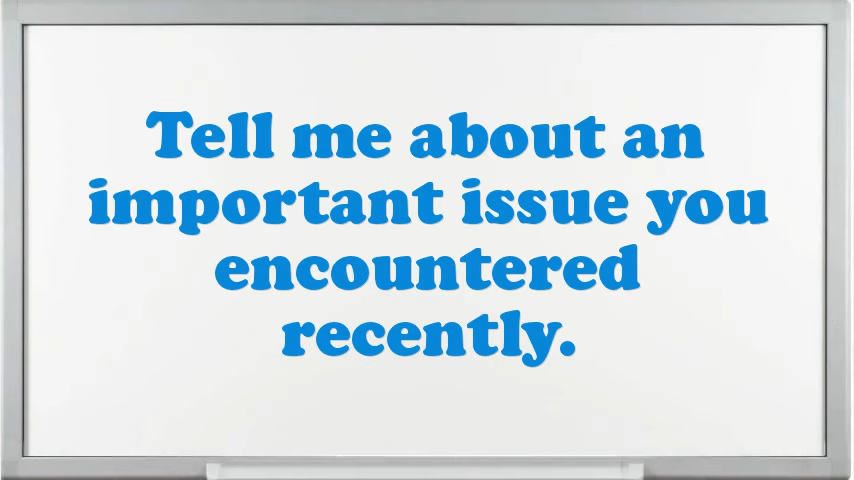 Tell me about an
important issue you
encountered
recently.